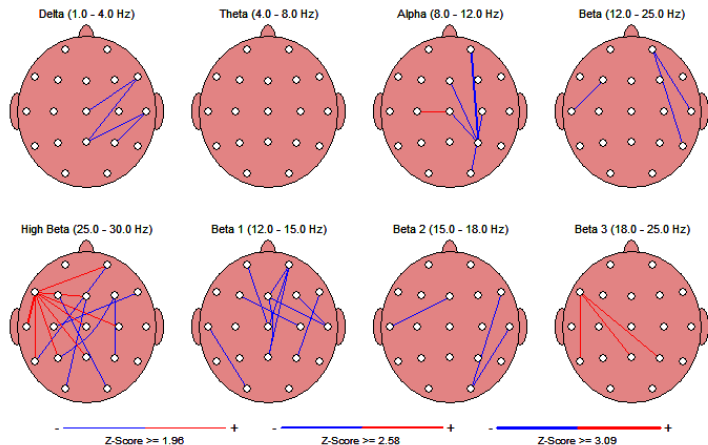 Delta (1.0 - 4.0 Hz) Theta (4.0 - 8.0 Hz) Alpha (8.0 - 12.0 Hz) Beta (12.0 - 25.0 Hz)
High Beta (25.0 - 30.0 Hz) Beta 1 (12.0 - 15.0 Hz) Beta 2 (15.0 - 18.0 Hz) Beta 3 (18.0 - 25.0 Hz)
- + - + - +
Z-Score >= 1.96 Z-Score >= 2.58 Z-Score >= 3.09